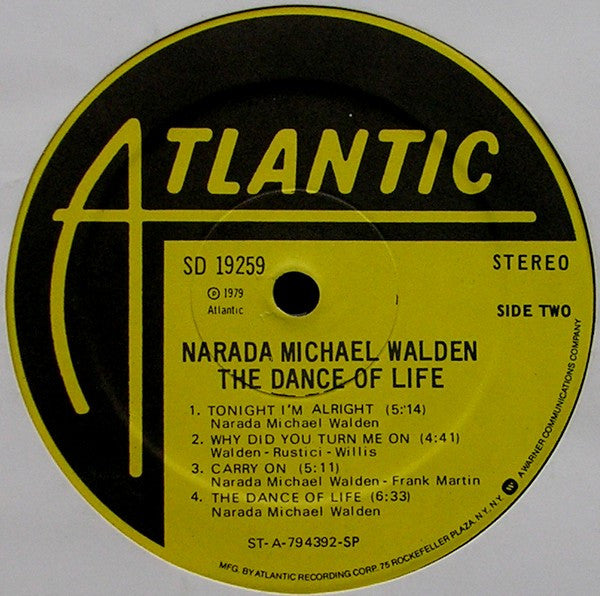 ATLANTIC
SD 19259
STEREO
℗ 1979
Atlantic
SIDE TWO
NARADA MICHAEL WALDEN
THE DANCE OF LIFE
1. TONIGHT I'M ALRIGHT (5:14)
Narada Michael Walden
2. WHY DID YOU TURN ME ON (4:41)
Walden - Rustici - Willis
3. CARRY ON (5:11)
Narada Michael Walden - Frank Martin
4. THE DANCE OF LIFE (6:33)
Narada Michael Walden
ST-A-794392-SP
MFG. BY ATLANTIC RECORDING CORP. 75 ROCKEFELLER PLAZA, N.Y. N.Y. A WARNER COMMUNICATIONS COMPANY